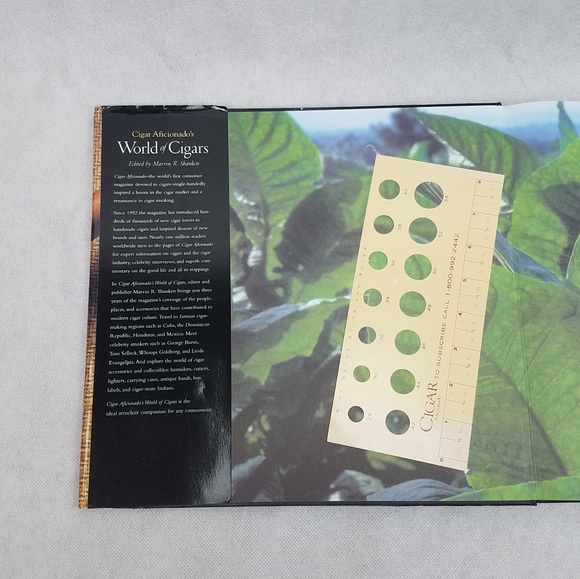 Cigar Aficionado's
World of Cigars
Edited by Marvin R. Shanken
Cigar Aficionado–the world's first consumer
magazine devoted to cigars–single-handedly
inspired a boom in the cigar market and a
renaissance in cigar smoking.
Since 1992 the magazine has introduced hun-
dreds of thousands of new cigar lovers to
handmade cigars and inspired dozens of new
brands and sizes. Nearly one million readers
worldwide turn to the pages of Cigar Aficionado
for expert information on cigars and the cigar
industry, celebrity interviews, and superb com-
mentary on the good life and all its trappings.
In Cigar Aficionado's World of Cigars, editor and
publisher Marvin R. Shanken brings you three
years of the magazine's coverage of the people,
places, and accessories that have contributed to
modern cigar culture. Travel to famous cigar-
making regions such as Cuba, the Dominican
Republic, Honduras, and Mexico. Meet
celebrity smokers such as George Burns,
Tom Selleck, Whoopi Goldberg, and Linda
Evangelista. And explore the world of cigar
accessories and collectibles: humidors, cutters,
lighters, carrying cases, antique bands, box
labels, and cigar-store Indians.
Cigar Aficionado's World of Cigars is the
ideal armchair companion for any connoisseur
CIGAR TO SUBSCRIBE CALL 1-800-992-2442
0 1 2 3 4 5 6 7 8